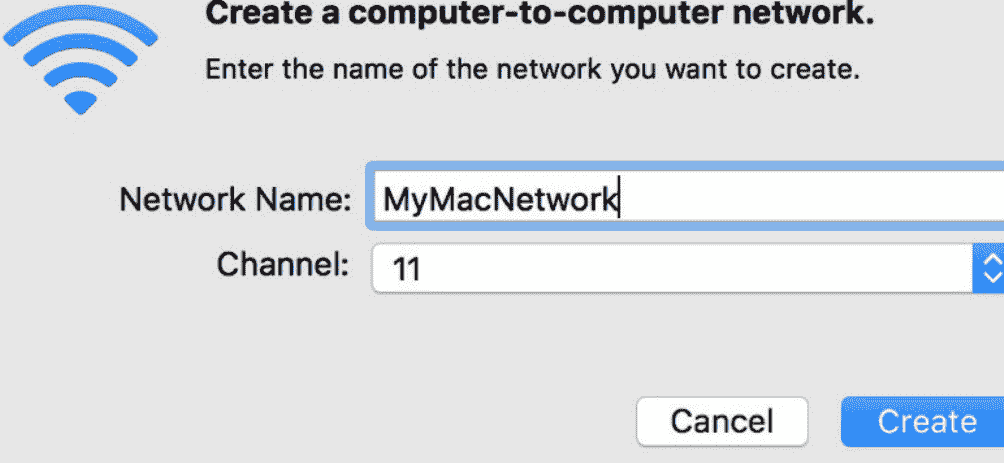 Create a computer-to-computer network.
Enter the name of the network you want to create.
Network Name: MyMacNetwork
Channel: 11
Cancel Create